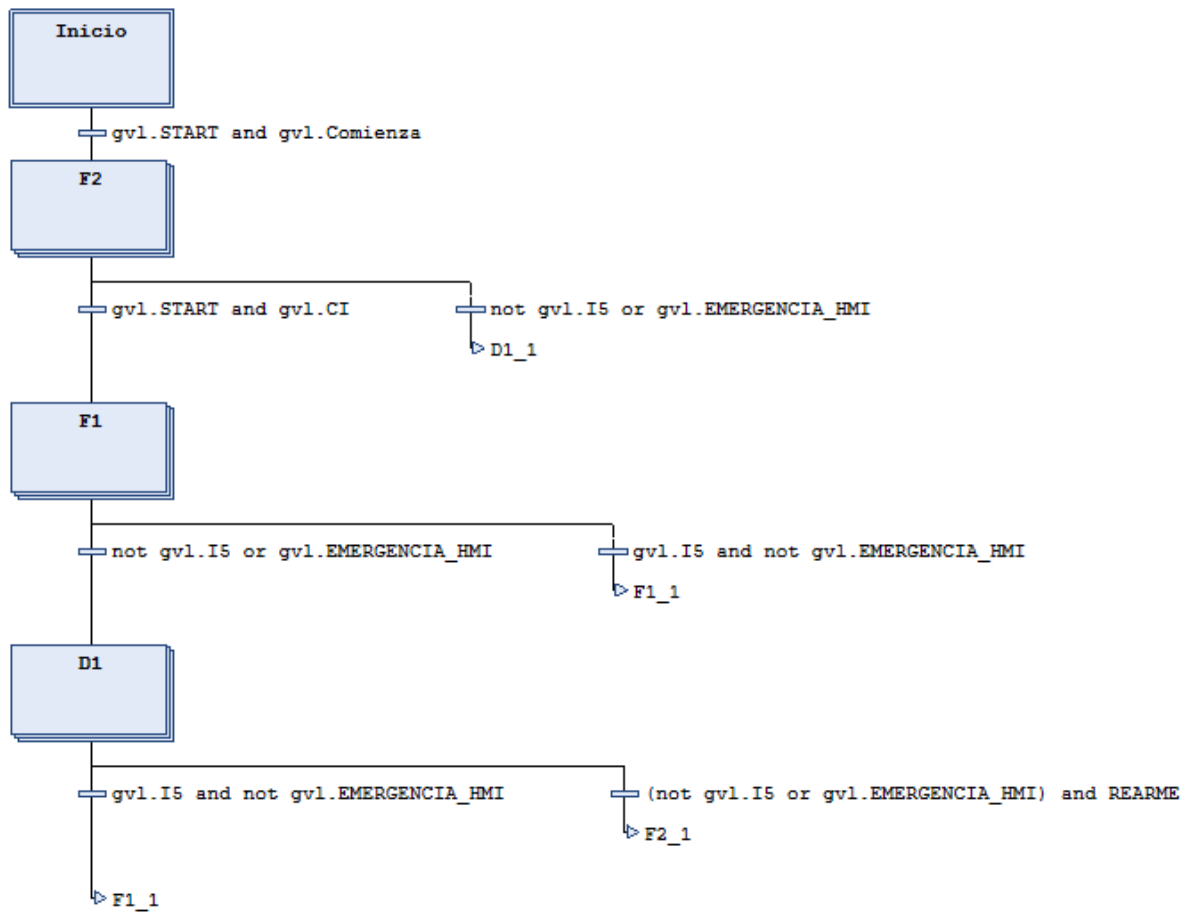 Inicio
gvl.START and gvl.Comienza
F2
gvl.START and gvl.CI
not gvl.I5 or gvl.EMERGENCIA_HMI
D1_1
F1
not gvl.I5 or gvl.EMERGENCIA_HMI
gvl.I5 and not gvl.EMERGENCIA_HMI
F1_1
D1
gvl.I5 and not gvl.EMERGENCIA_HMI
(not gvl.I5 or gvl.EMERGENCIA_HMI) and REARME
F2_1
F1_1